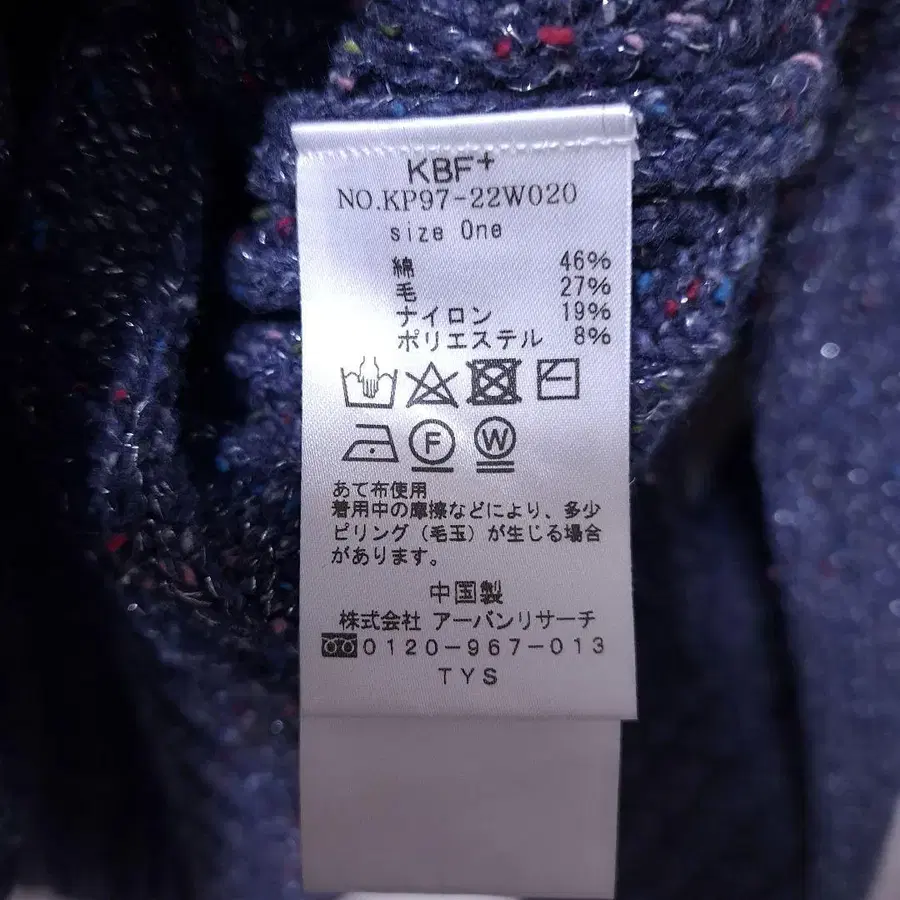 KBF+
NO.KP97-22W020
size One
綿 46%
毛 27%
ナイロン 19%
ポリエステル 8%
F W
あて布使用
着用中の摩擦などにより、多少
ピリング(毛玉)が生じる場合
があります。
中国製
株式会社 アーバンリサーチ
0120-967-013
TYS